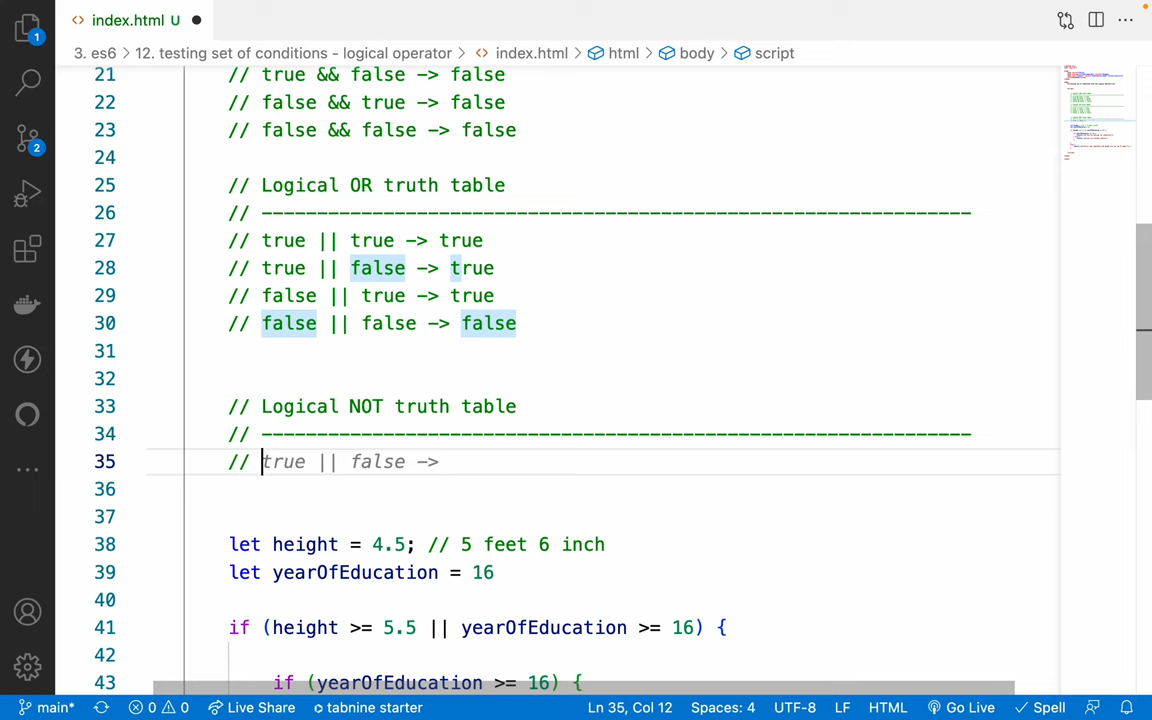 index.html U
3. es6 > 12. testing set of conditions - logical operator > index.html > html > body > script
1
2
21 // true && false -> false
22 // false && true -> false
23 // false && false -> false
24
25 // Logical OR truth table
26 // ----------------------------------------------------------------
27 // true || true -> true
28 // true || false -> true
29 // false || true -> true
30 // false || false -> false
31
32
33 // Logical NOT truth table
34 // ----------------------------------------------------------------
35 // true || false ->
36
37
38 let height = 4.5; // 5 feet 6 inch
39 let yearOfEducation = 16
40
41 if (height >= 5.5 || yearOfEducation >= 16) {
42
43 if (yearOfEducation >= 16) {
main* 0 0 Live Share tabnine starter Ln 35, Col 12 Spaces: 4 UTF-8 LF HTML Go Live Spell